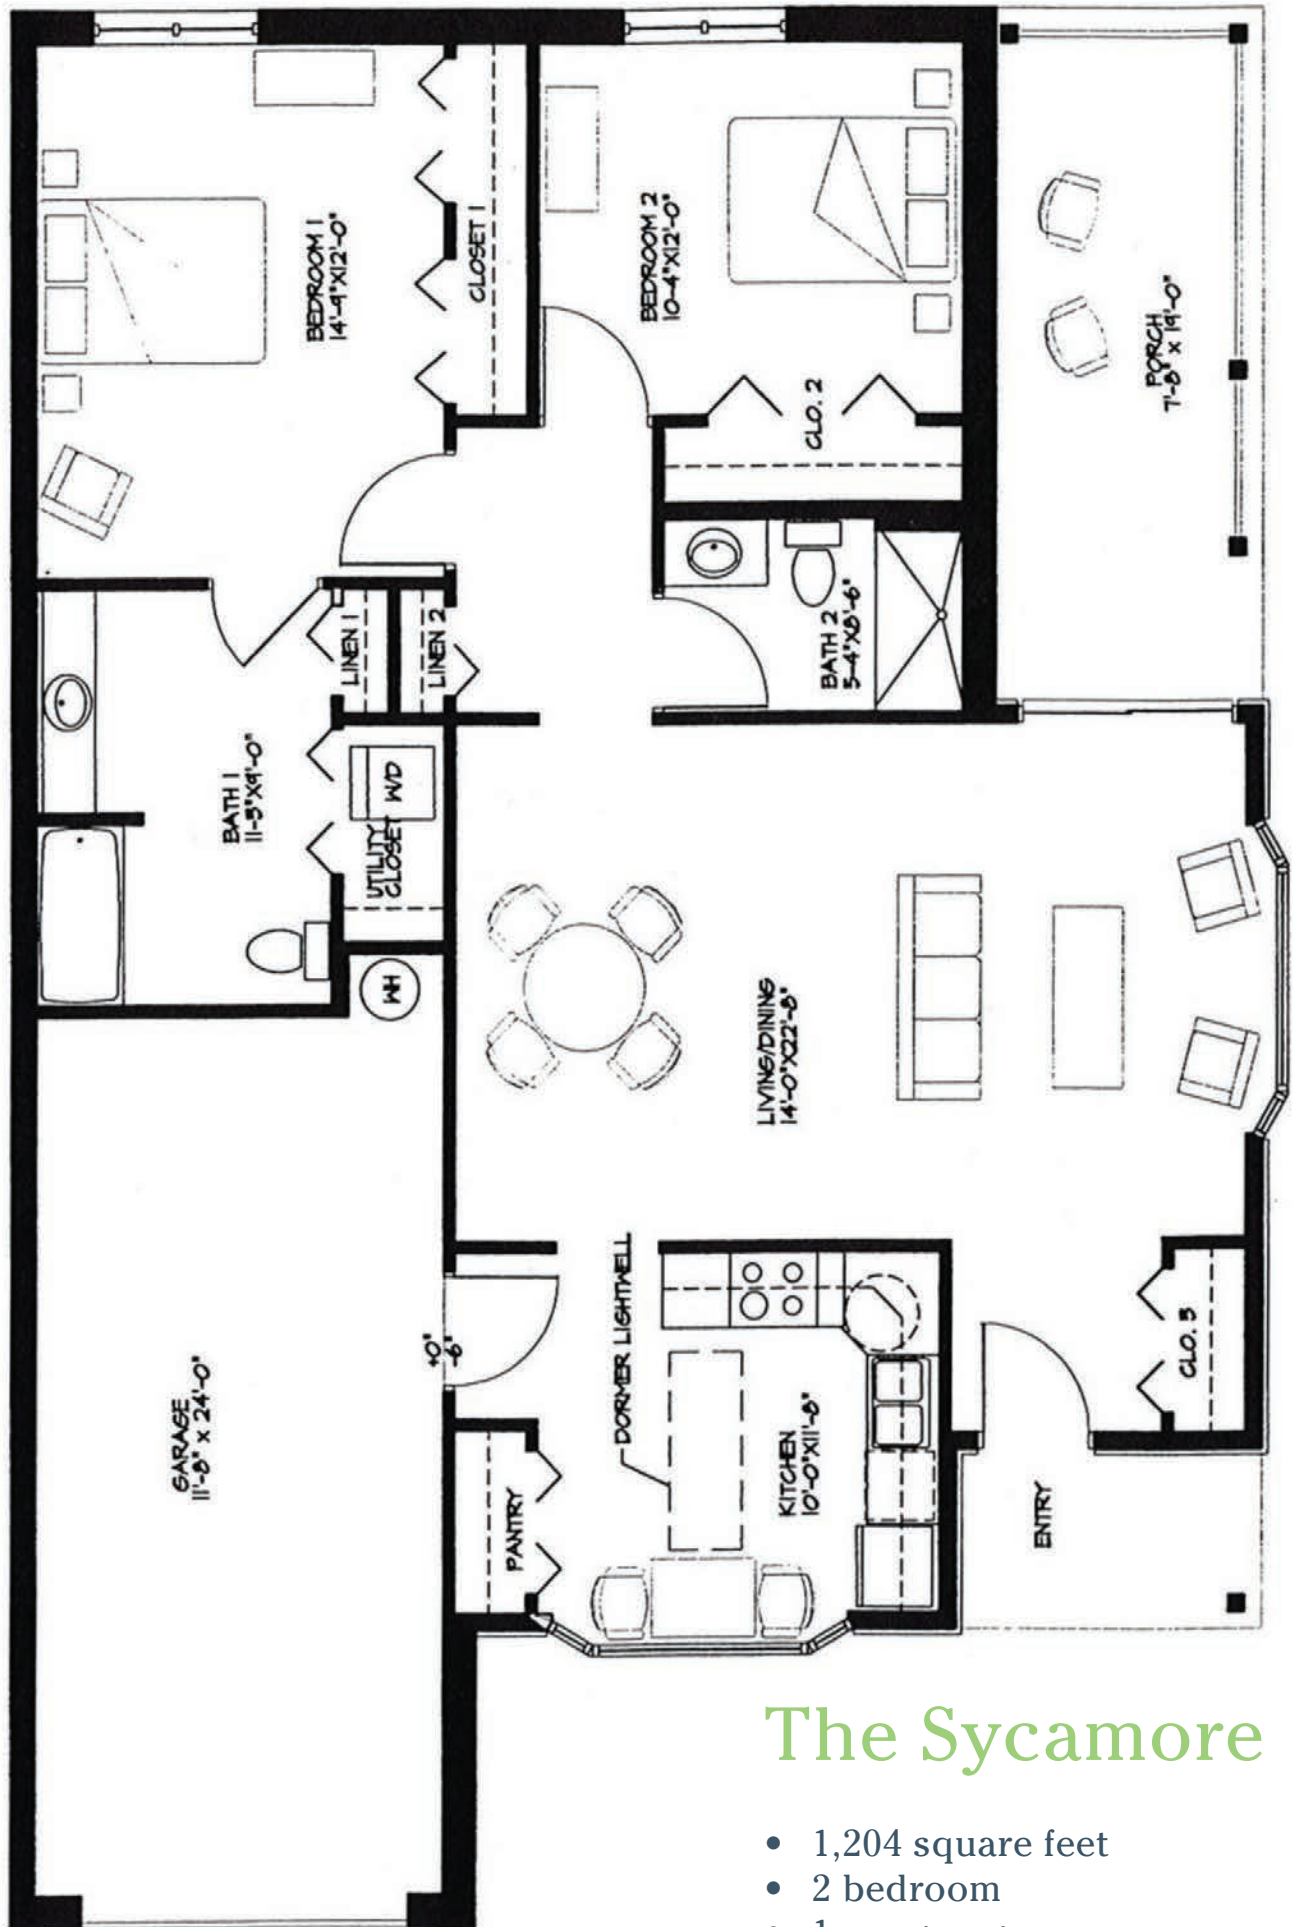 BEDROOM 1
14'-9"X12'-0"
CLOSET 1
BEDROOM 2
10-4"X12'-0"
CLO. 2
PORCH
7'-8" x 19'-0"
LINEN 1
LINEN 2
BATH 1
11-5"X9'-0"
UTILITY
CLOSET W/D
BATH 2
5-4"X8'-6"
WH
LIVING/DINING
14'-0"X22'-8"
GARAGE
11'-8" x 24'-0"
+0"
-6"
DORMER LIGHTWELL
PANTRY
KITCHEN
10'-0"X11'-8"
CLO. 3
ENTRY
The Sycamore
• 1,204 square feet
• 2 bedroom